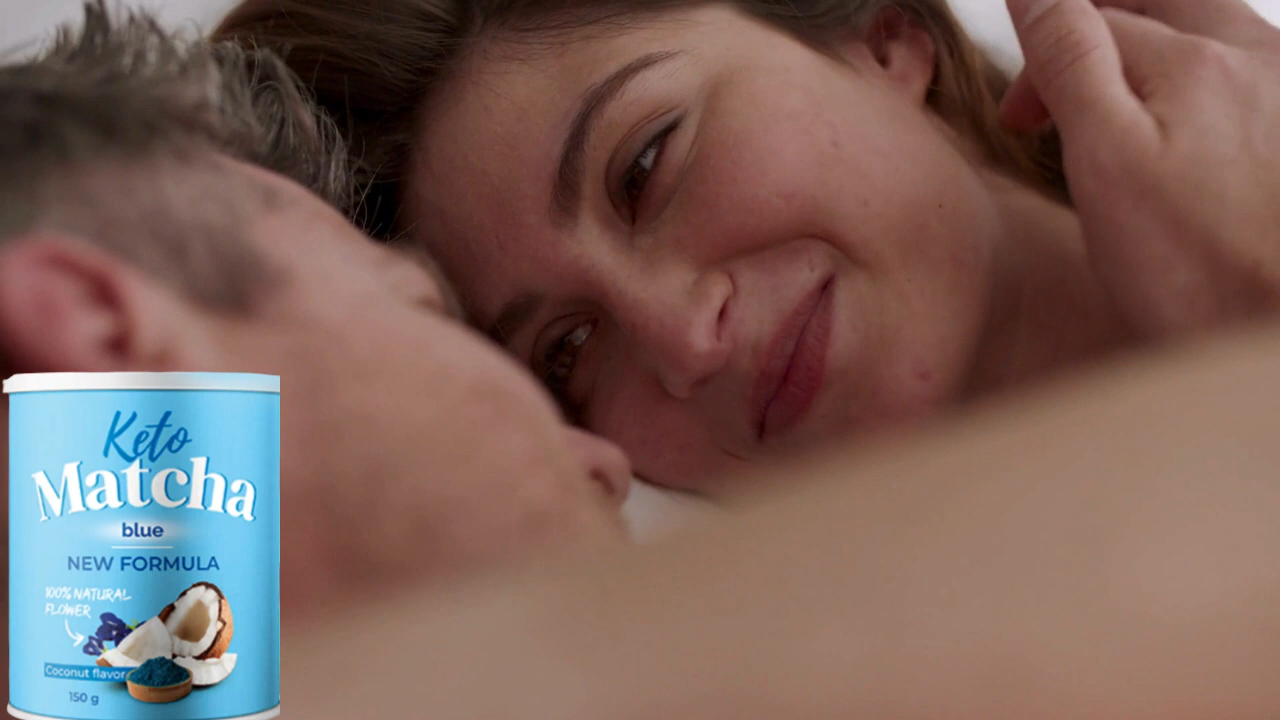 Keto
Matcha
blue
NEW FORMULA
100% NATURAL
FLOWER
Coconut flavor
150 g